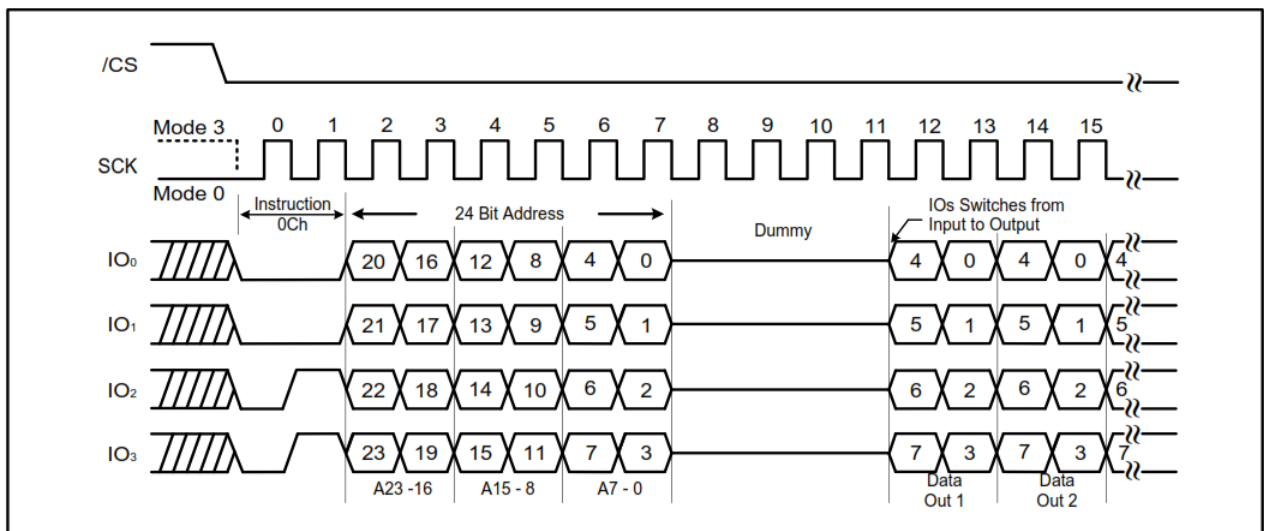 /CS
Mode 3
0 1 2 3 4 5 6 7 8 9 10 11 12 13 14 15
SCK
Mode 0
Instruction
0Ch
24 Bit Address
Dummy
IOs Switches from
Input to Output
IO₀ 20 16 12 8 4 0 4 0 4 0 4
IO₁ 21 17 13 9 5 1 5 1 5 1 5
IO₂ 22 18 14 10 6 2 6 2 6 2 6
IO₃ 23 19 15 11 7 3 7 3 7 3 7
A23 -16 A15 - 8 A7 - 0
Data
Out 1
Data
Out 2